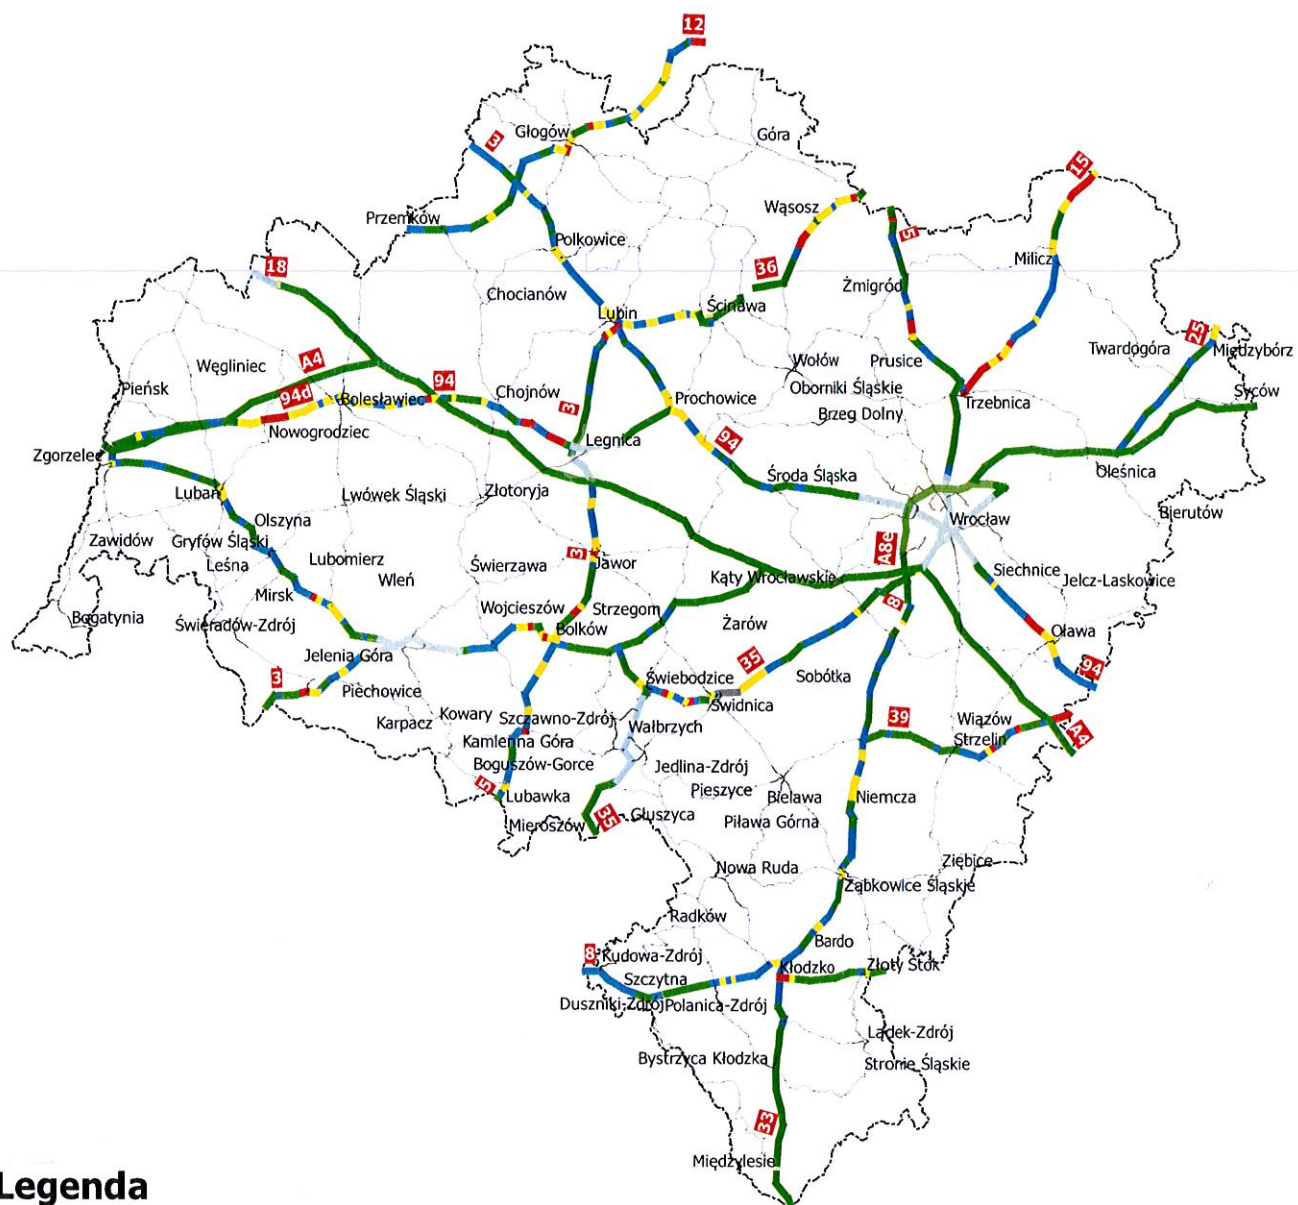 12
Głogów
3
Góra
15
Przemków
Wąsosz
5
Polkowice
Milicz
18
36
Żmigród
Chocianów
Ścinawa
Lubin
25
Twardogóra
Międzybórz
A4
Węgliniec
Wołów
Prusice
94
Pieńsk
94d
Bolesławiec
Chojnów
Oborniki Śląskie
Syców
3
Prochowice
Brzeg Dolny
Trzebnica
Nowogrodziec
Legnica
94
Zgorzelec
Środa Śląska
Oleśnica
Lubań
Lwówek Śląski
Złotoryja
Bierutów
Olszyna
Wrocław
Zawidów
Gryfów Śląski
A8e
Leśna
Lubomierz
3
Jawor
Świerzawa
Siechnice
Wleń
Kąty Wrocławskie
Jelcz-Laskowice
Mirsk
8
Bogatynia
Wojcieszów
Strzegom
Świeradów-Zdrój
Bolków
Żarów
Oława
Jelenia Góra
35
94
3
Świebodzice
Sobótka
Piechowice
Świdnica
Kowary
Szczawno-Zdrój
39
Wiązów
Karpacz
Wałbrzych
A4
Kamienna Góra
Strzelin
Boguszów-Gorce
Jedlina-Zdrój
5
Pieszyce
Lubawka
Bielawa
Niemcza
35
Głuszyca
Mieroszów
Piława Górna
Ziębice
Nowa Ruda
Ząbkowice Śląskie
Radków
Bardo
8
Kudowa-Zdrój
Kłodzko
Złoty Stok
Szczytna
Duszniki-Zdrój
Polanica-Zdrój
Lądek-Zdrój
Bystrzyca Kłodzka
Stronie Śląskie
33
Międzylesie
Legenda